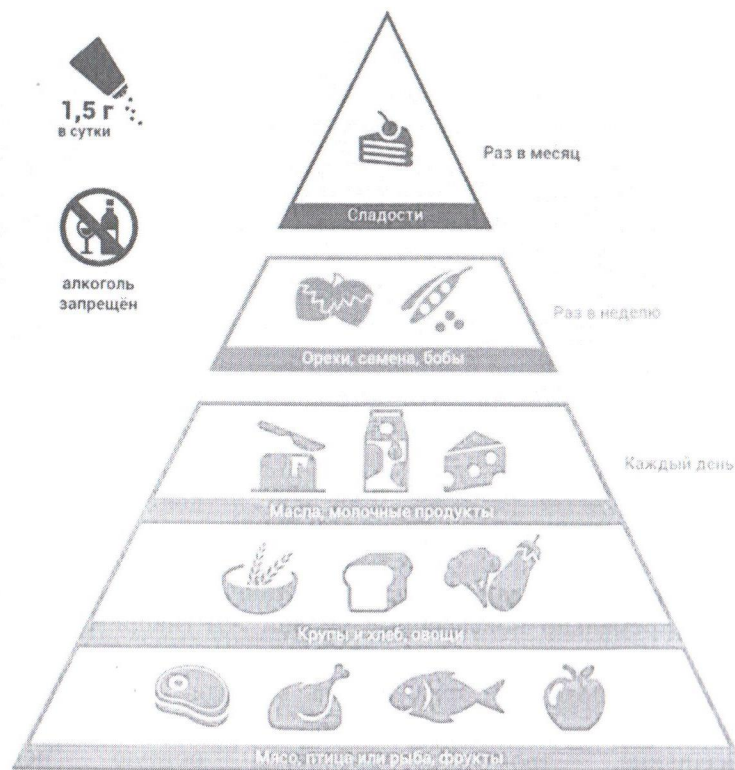 1,5 г
в сутки
алкоголь
запрещён
Раз в месяц
Сладости
Раз в неделю
Орехи, семена, бобы
Каждый день
Масла, молочные продукты
Крупы и хлеб, овощи
Мясо, птица или рыба, фрукты